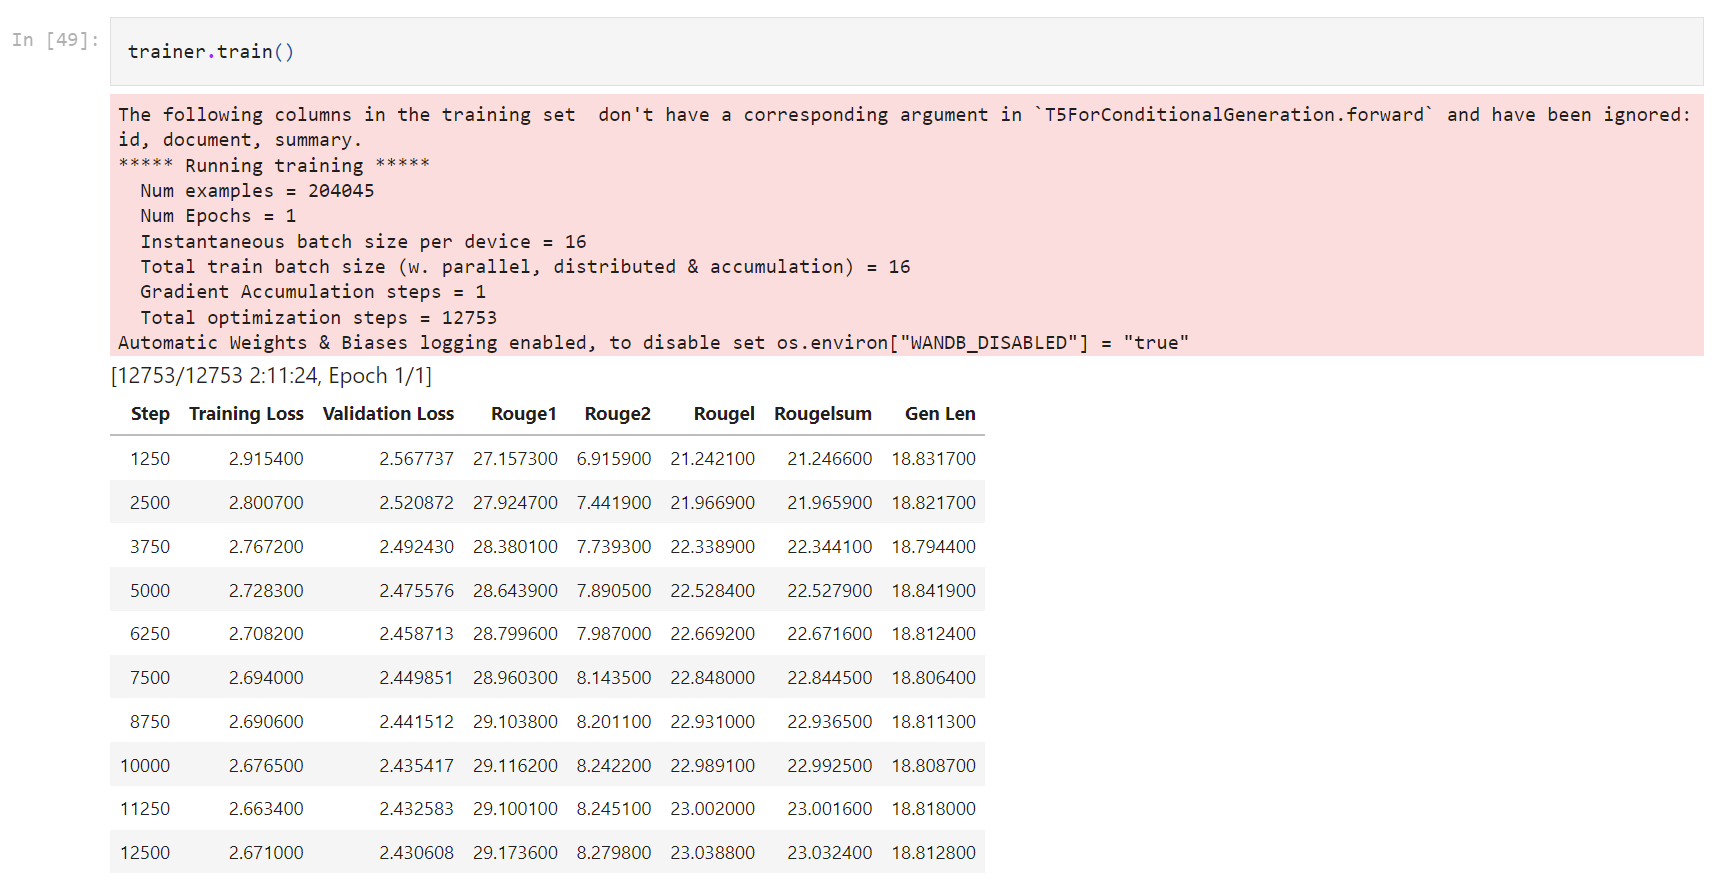 In [49]:
trainer.train()
The following columns in the training set  don't have a corresponding argument in `T5ForConditionalGeneration.forward` and have been ignored:
id, document, summary.
***** Running training *****
  Num examples = 204045
  Num Epochs = 1
  Instantaneous batch size per device = 16
  Total train batch size (w. parallel, distributed & accumulation) = 16
  Gradient Accumulation steps = 1
  Total optimization steps = 12753
Automatic Weights & Biases logging enabled, to disable set os.environ["WANDB_DISABLED"] = "true"
[12753/12753 2:11:24, Epoch 1/1]
Step Training Loss Validation Loss Rouge1 Rouge2 Rougel Rougelsum Gen Len
1250 2.915400 2.567737 27.157300 6.915900 21.242100 21.246600 18.831700
2500 2.800700 2.520872 27.924700 7.441900 21.966900 21.965900 18.821700
3750 2.767200 2.492430 28.380100 7.739300 22.338900 22.344100 18.794400
5000 2.728300 2.475576 28.643900 7.890500 22.528400 22.527900 18.841900
6250 2.708200 2.458713 28.799600 7.987000 22.669200 22.671600 18.812400
7500 2.694000 2.449851 28.960300 8.143500 22.848000 22.844500 18.806400
8750 2.690600 2.441512 29.103800 8.201100 22.931000 22.936500 18.811300
10000 2.676500 2.435417 29.116200 8.242200 22.989100 22.992500 18.808700
11250 2.663400 2.432583 29.100100 8.245100 23.002000 23.001600 18.818000
12500 2.671000 2.430608 29.173600 8.279800 23.038800 23.032400 18.812800